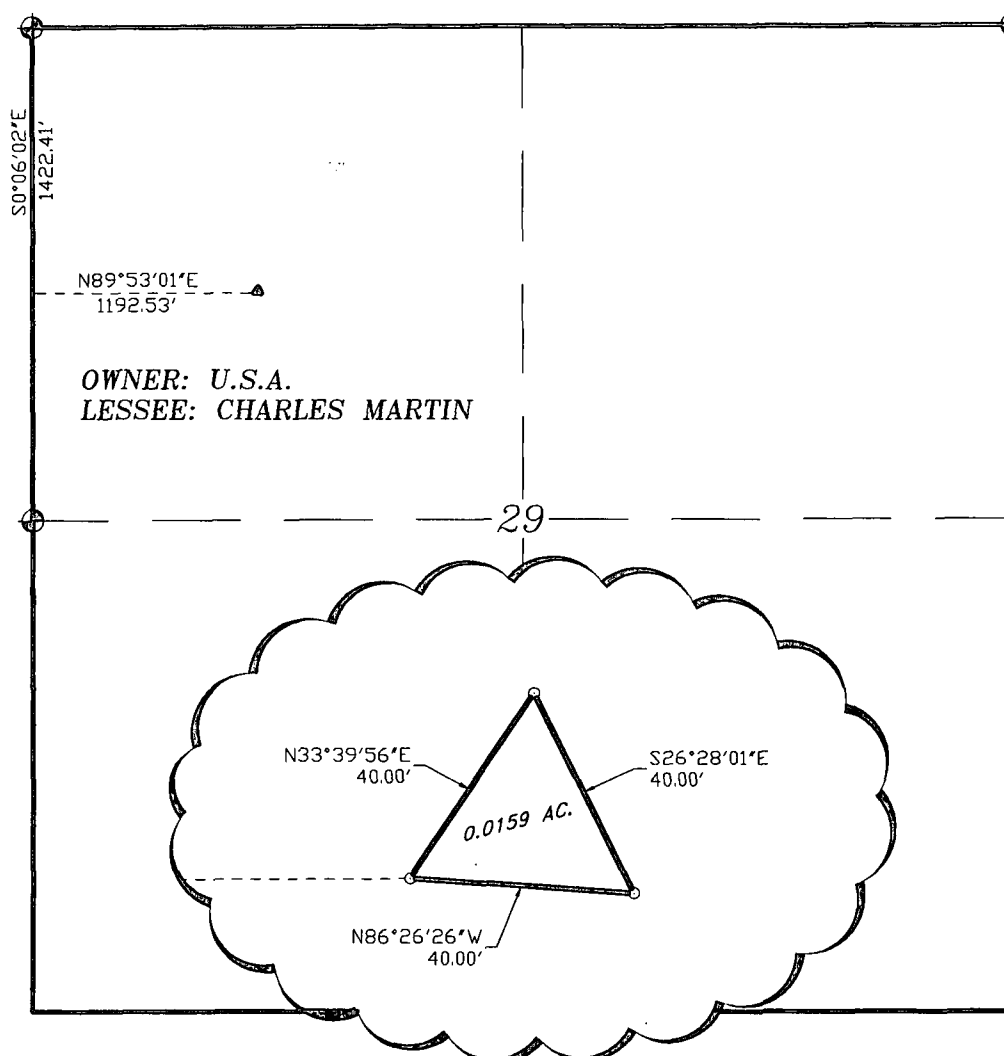 S0°06'02"E
1422.41'
N89°53'01"E
1192.53'
OWNER: U.S.A.
LESSEE: CHARLES MARTIN
29
N33°39'56"E
40.00'
S26°28'01"E
40.00'
0.0159 AC.
N86°26'26"W
40.00'